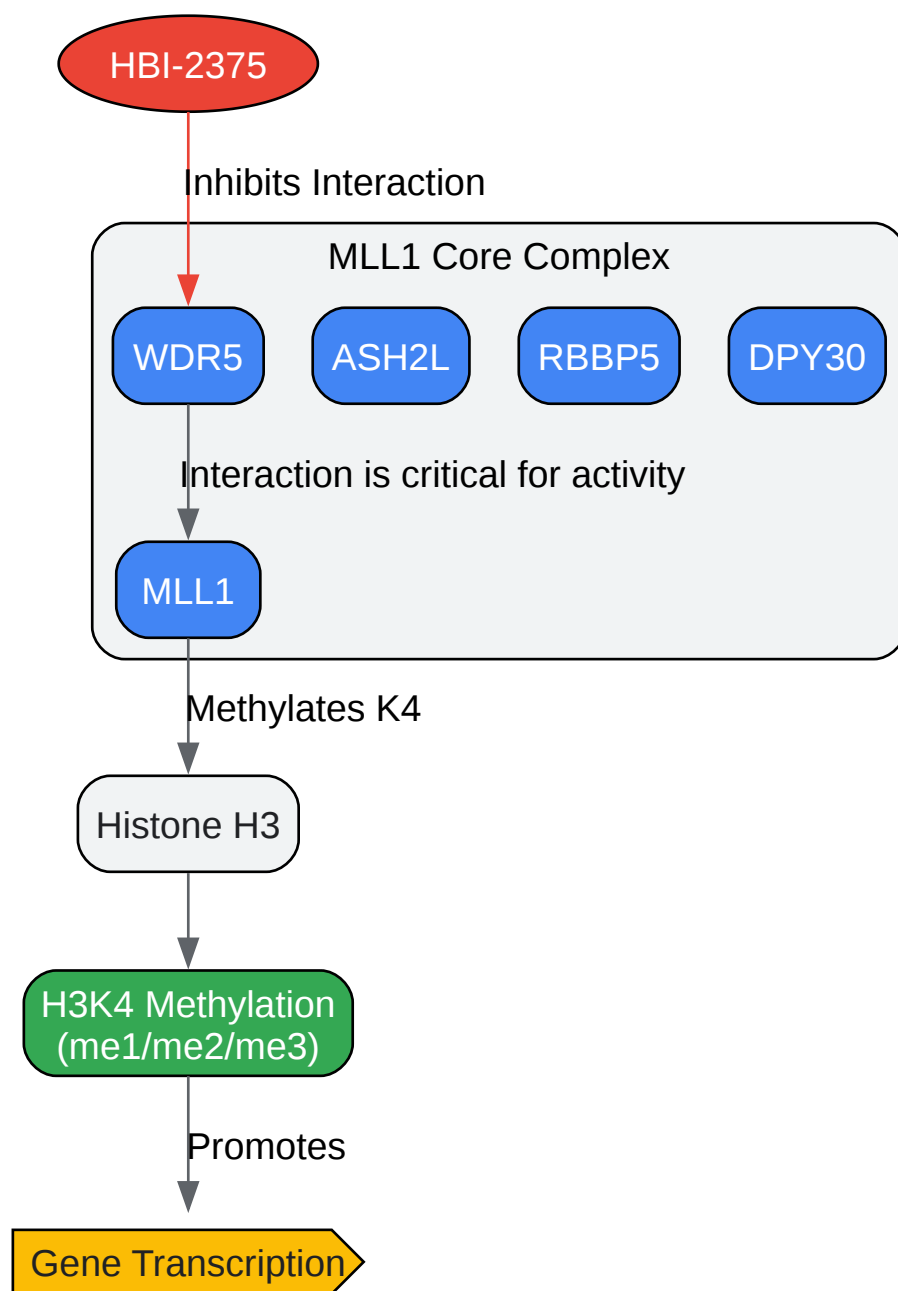 HBI-2375
Inhibits Interaction
MLL1 Core Complex
WDR5 ASH2L RBBP5 DPY30
Interaction is critical for activity
MLL1
Methylates K4
Histone H3
H3K4 Methylation
(me1/me2/me3)
Promotes
Gene Transcription